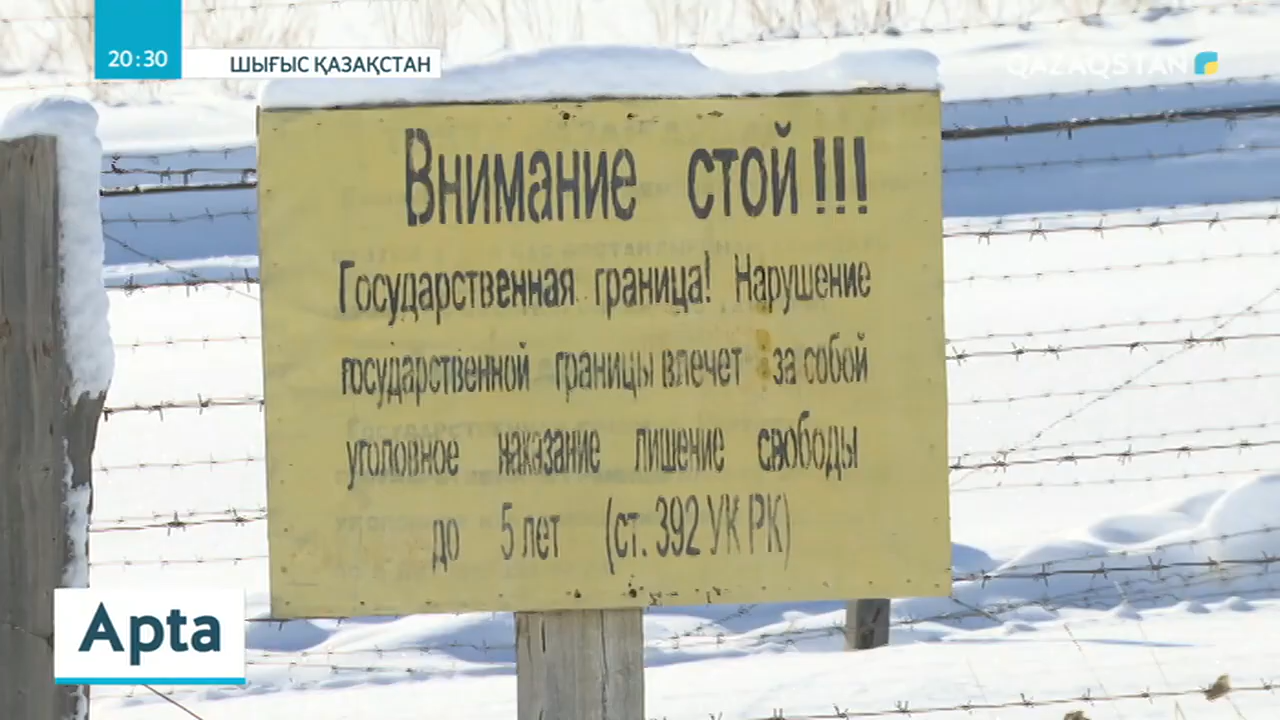 20:30
ШЫҒЫС ҚАЗАҚСТАН
QAZAQSTAN
Внимание стой!!!
Государственная граница! Нарушение
государственной границы влечет за собой
уголовное наказание лишение свободы
до 5 лет (ст. 392 УК РК)
Арта